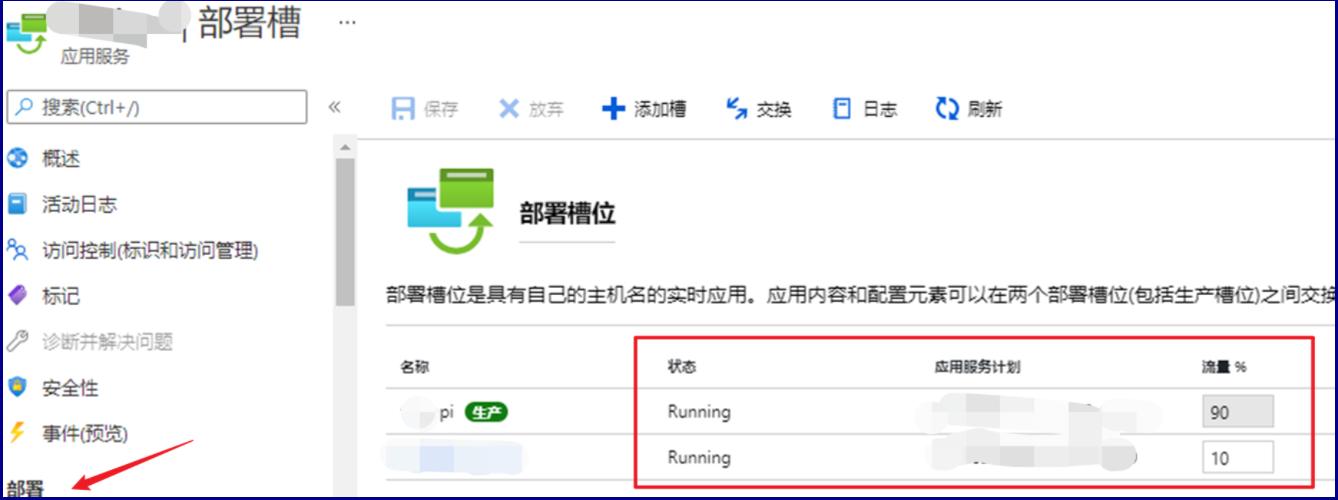 部署槽 ...
应用服务
搜索(Ctrl+/)
保存 放弃 添加槽 交换 日志 刷新
概述
活动日志
访问控制(标识和访问管理)
标记
诊断并解决问题
安全性
事件(预览)
部署
部署槽位
部署槽位是具有自己的主机名的实时应用。应用内容和配置元素可以在两个部署槽位(包括生产槽位)之间交换
名称 状态 应用服务计划 流量 %
pi 生产 Running 90
Running 10